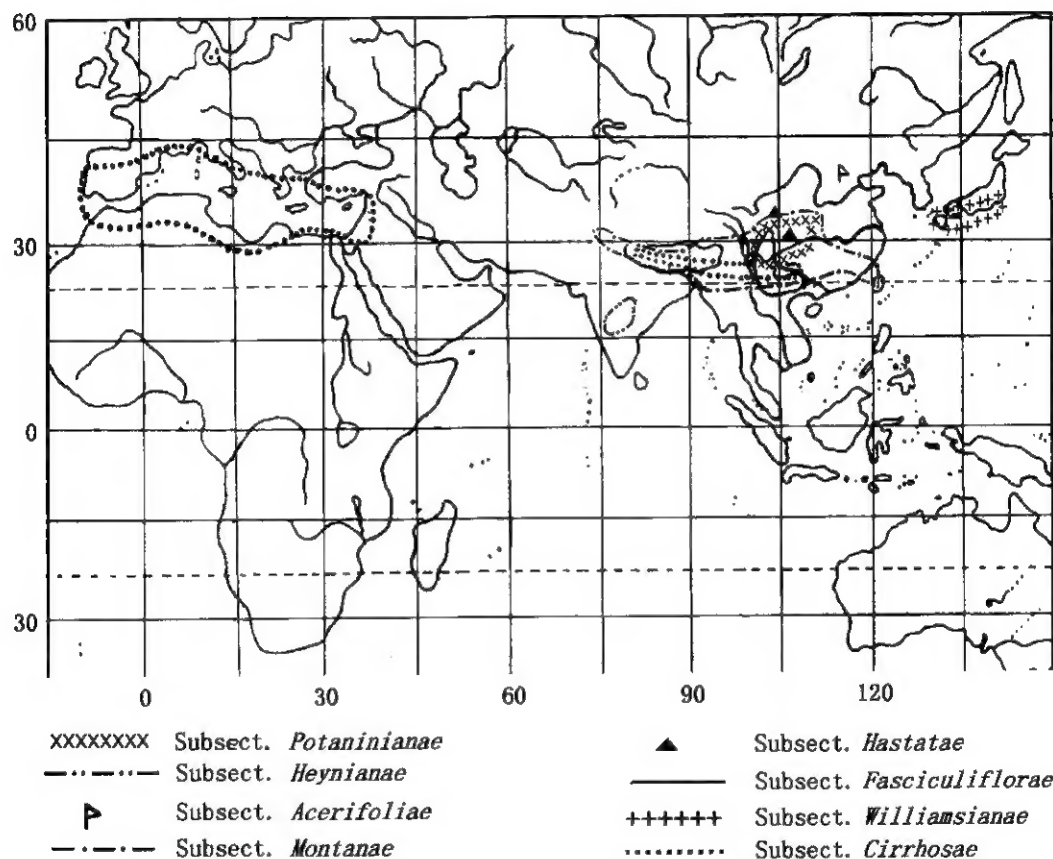 60
30
0
30
0 30 60 90 120
xxxxxxxx Subsect. Potaninianae
Subsect. Heynianae
Subsect. Acerifoliae
Subsect. Montanae
Subsect. Hastatae
Subsect. Fasciculiflorae
++++++ Subsect. Williamsianae
Subsect. Cirrhosae